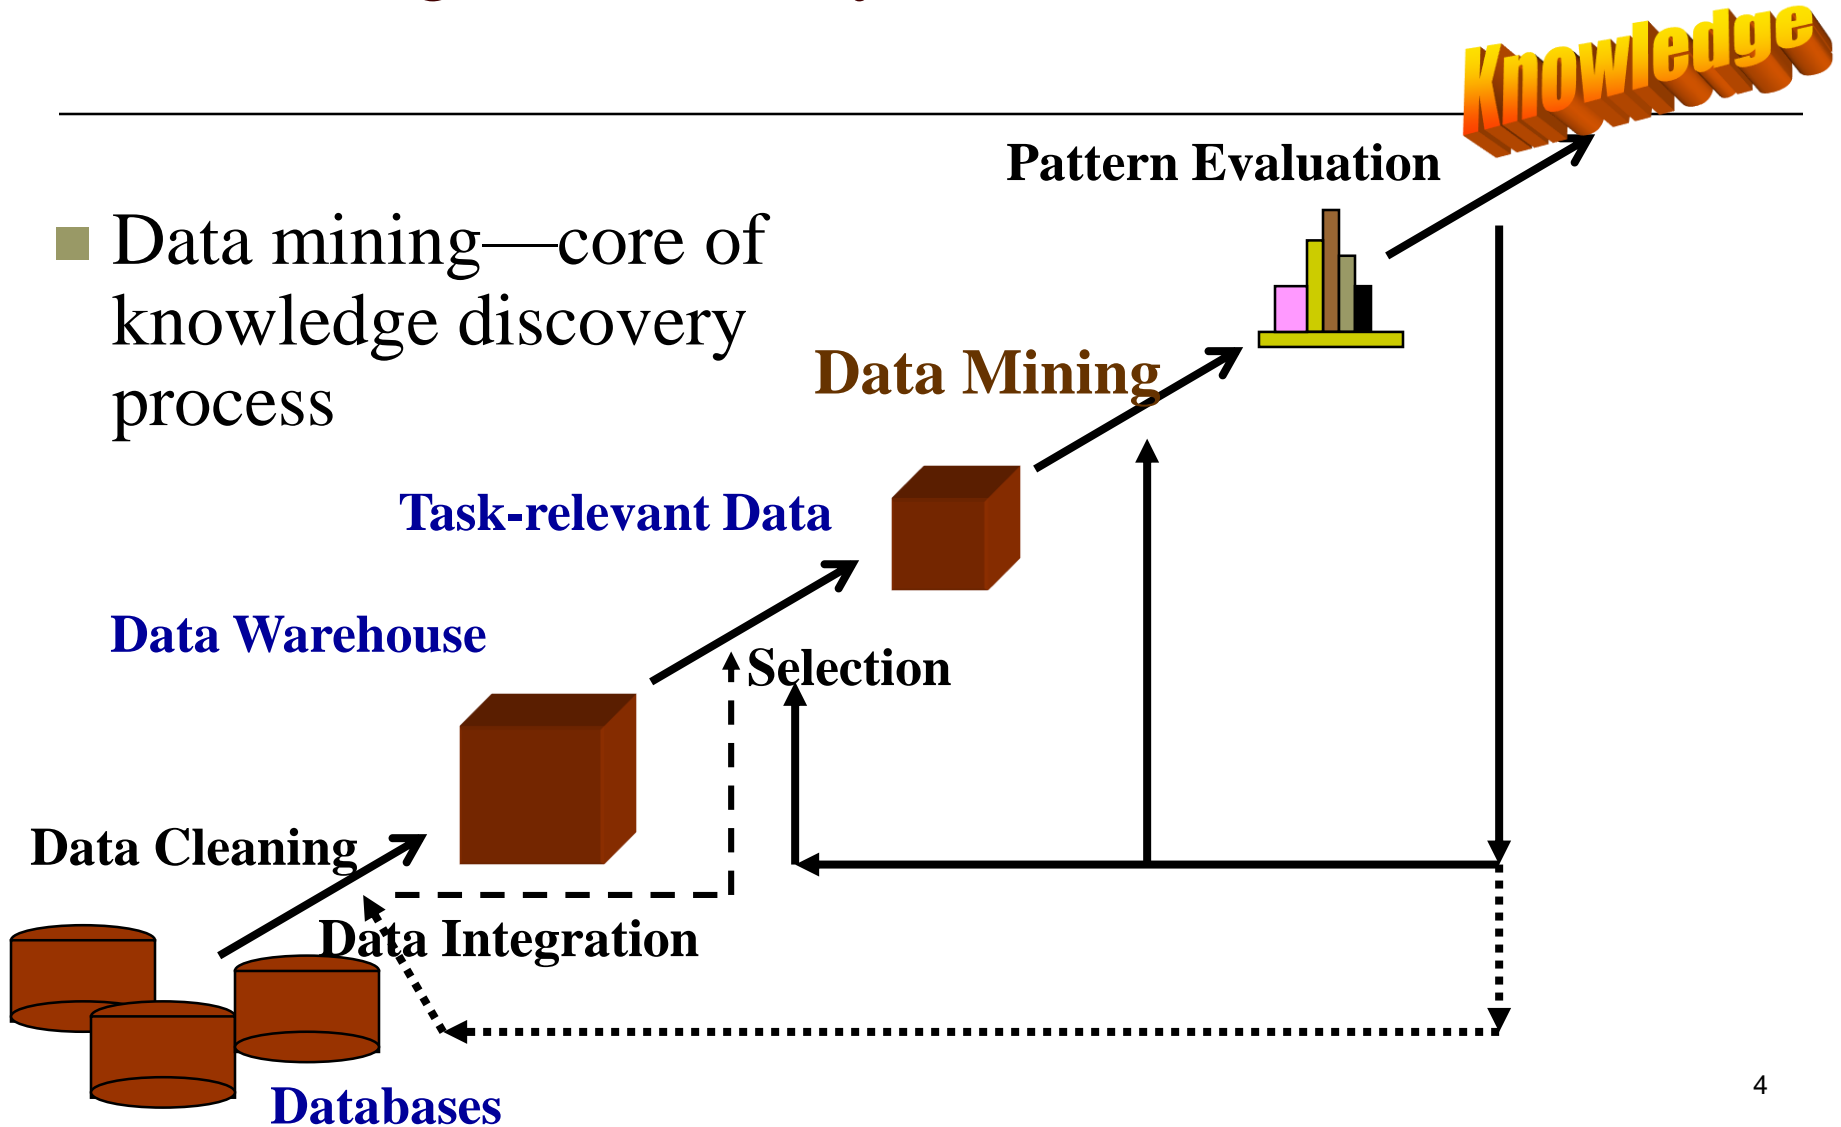 Knowledge
Pattern Evaluation
Data mining—core of
knowledge discovery
process
Data Mining
Task-relevant Data
Data Warehouse
Selection
Data Cleaning
Data Integration
Databases
4